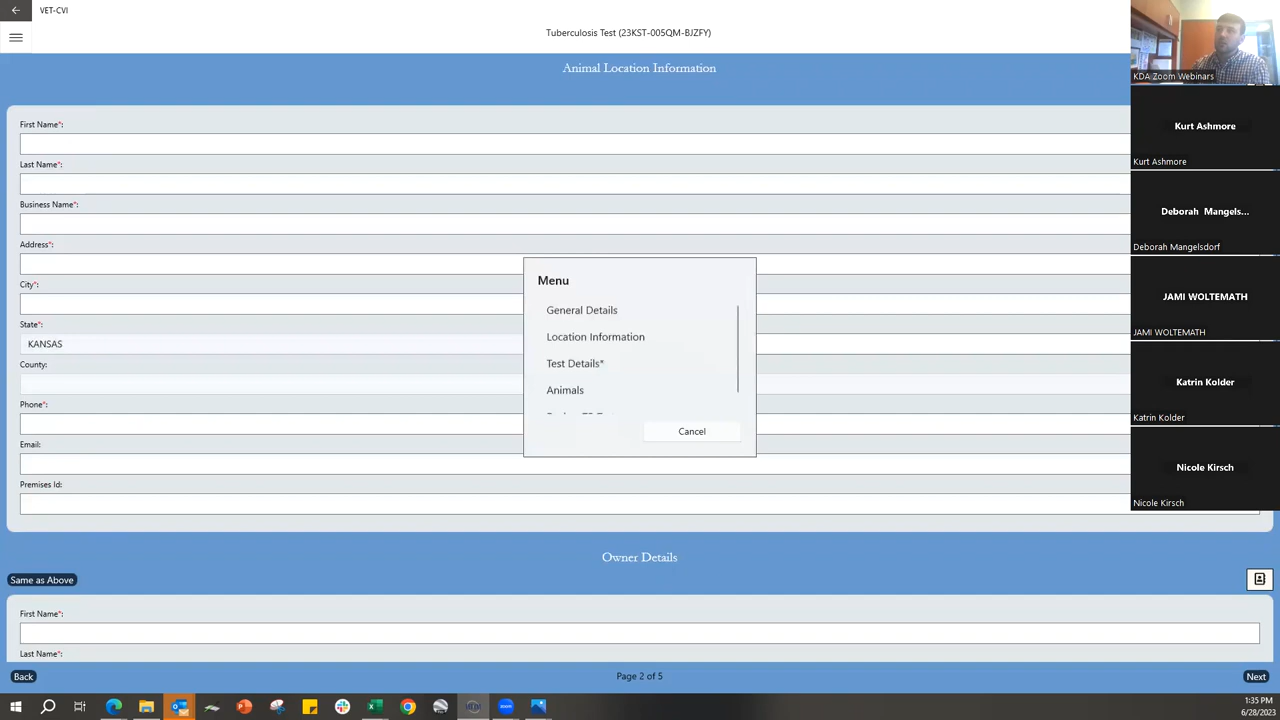 VET-CVI
Tuberculosis Test (23KST-005QM-BJZFY)
Animal Location Information
First Name*:
Last Name*:
Business Name*:
Address*:
City*:
State*:
KANSAS
County:
Phone*:
Email:
Premises Id:
Menu
General Details
Location Information
Test Details*
Animals
Cancel
Owner Details
Same as Above
First Name*:
Last Name*:
Back
Page 2 of 5
Next
KDA Zoom Webinars
Kurt Ashmore
Kurt Ashmore
Deborah Mangels...
Deborah Mangelsdorf
JAMI WOLTEMATH
JAMI WOLTEMATH
Katrin Kolder
Katrin Kolder
Nicole Kirsch
Nicole Kirsch
1:35 PM
6/28/2023